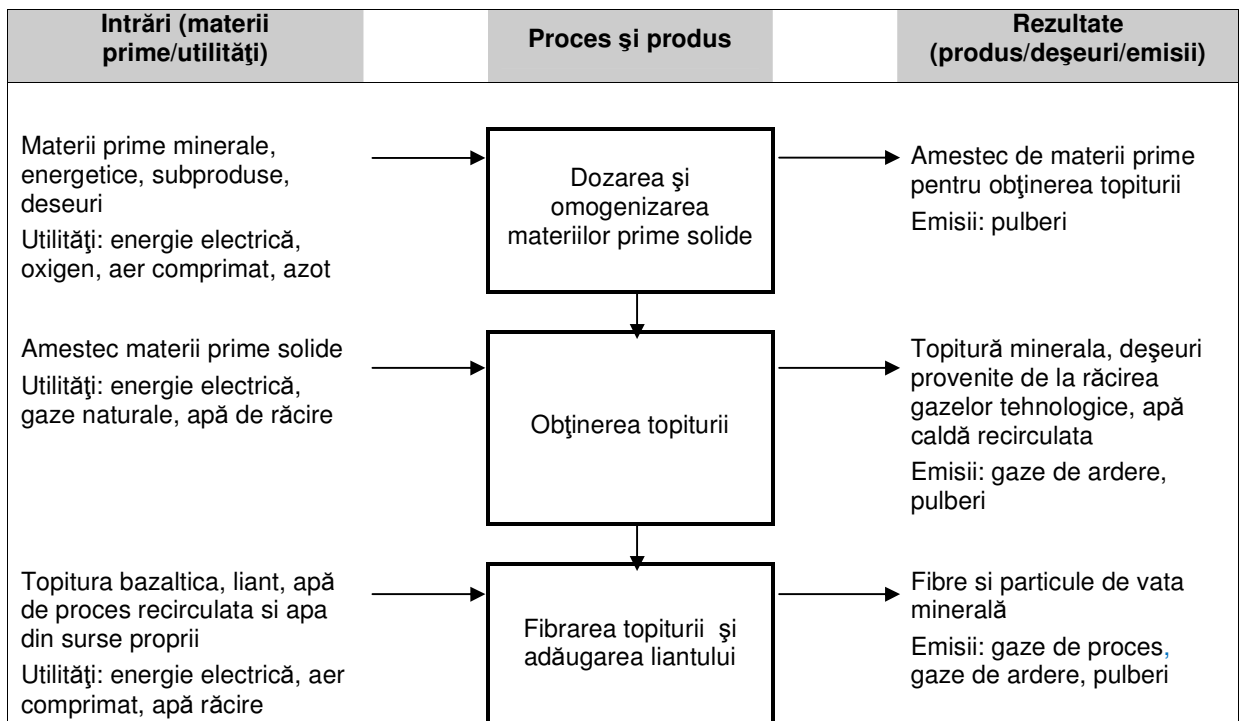 Intrări (materii
prime/utilităţi)
Proces şi produs
Rezultate
(produs/deşeuri/emisii)
Materii prime minerale,
energetice, subproduse,
deseuri
Utilităţi: energie electrică,
oxigen, aer comprimat, azot
Dozarea şi
omogenizarea
materiilor prime solide
Amestec de materii prime
pentru obţinerea topiturii
Emisii: pulberi
Amestec materii prime solide
Utilităţi: energie electrică,
gaze naturale, apă de răcire
Obţinerea topiturii
Topitură minerala, deşeuri
provenite de la răcirea
gazelor tehnologice, apă
caldă recirculata
Emisii: gaze de ardere,
pulberi
Topitura bazaltica, liant, apă
de proces recirculata si apa
din surse proprii
Utilităţi: energie electrică, aer
comprimat, apă răcire
Fibrarea topiturii şi
adăugarea liantului
Fibre si particule de vata
minerală
Emisii: gaze de proces,
gaze de ardere, pulberi